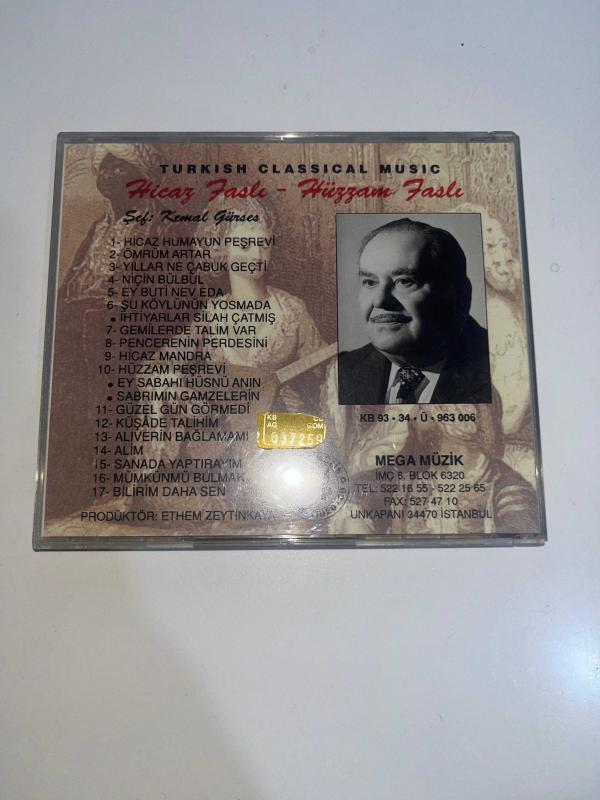 TURKISH CLASSICAL MUSIC
Hicaz Faslı - Hüzzam Faslı
Şef: Kemal Gürses
1- HİCAZ HUMAYUN PEŞREVİ
2- ÖMRÜM ARTAR
3- YILLAR NE ÇABUK GEÇTİ
4- NİÇİN BÜLBÜL
5- EY BUTİ NEV EDA
6- ŞU KÖYLÜNÜN YOSMADA
• İHTİYARLAR SİLAH ÇATMIŞ
7- GEMİLERDE TALİM VAR
8- PENCERENİN PERDESİNİ
9- HİCAZ MANDRA
10- HÜZZAM PEŞREVİ
• EY SABAHI HÜSNÜ ANIN
• SABRIMIN GAMZELERİN
11- GÜZEL GÜN GÖRMEDİ
12- KÜŞADE TALİHİM
13- ALIVERİN BAĞLAMAMI
14- ALİM
15- SANADA YAPTIRAYIM
16- MÜMKÜNMÜ BULMAK
17- BİLİRİM DAHA SEN
PRODÜKTÖR: ETHEM ZEYTİNKAYA
KB
AG
037259
KB 93 • 34 • Ü • 963 006
MEGA MÜZİK
İMÇ 6. BLOK 6320
TEL: 522 16 55 - 522 25 65
FAX: 527 47 10
UNKAPANI 34470 İSTANBUL